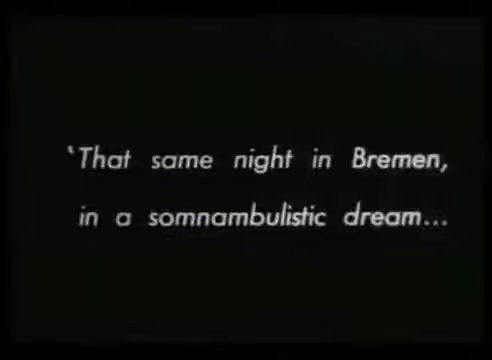 ‛That same night in Bremen,
in a somnambulistic dream...